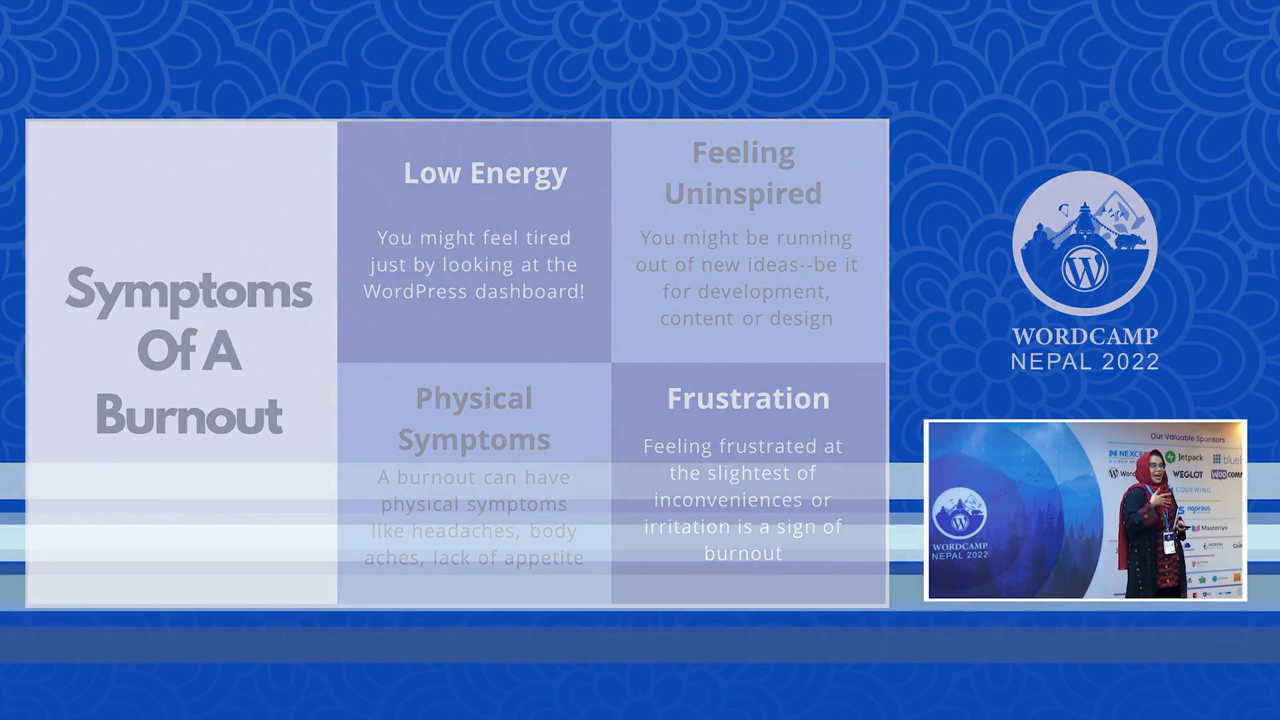 Symptoms
Of A
Burnout
Low Energy
You might feel tired
just by looking at the
WordPress dashboard!
Feeling
Uninspired
You might be running
out of new ideas--be it
for development,
content or design
Physical
Symptoms
A burnout can have
physical symptoms
like headaches, body
aches, lack of appetite
Frustration
Feeling frustrated at
the slightest of
inconveniences or
irritation is a sign of
burnout
WORDCAMP
NEPAL 2022
Our Valuable Sponsors
Jetpack
WEGLOT
CODEWING
Masteriyo
WORDCAMP
NEPAL 2022